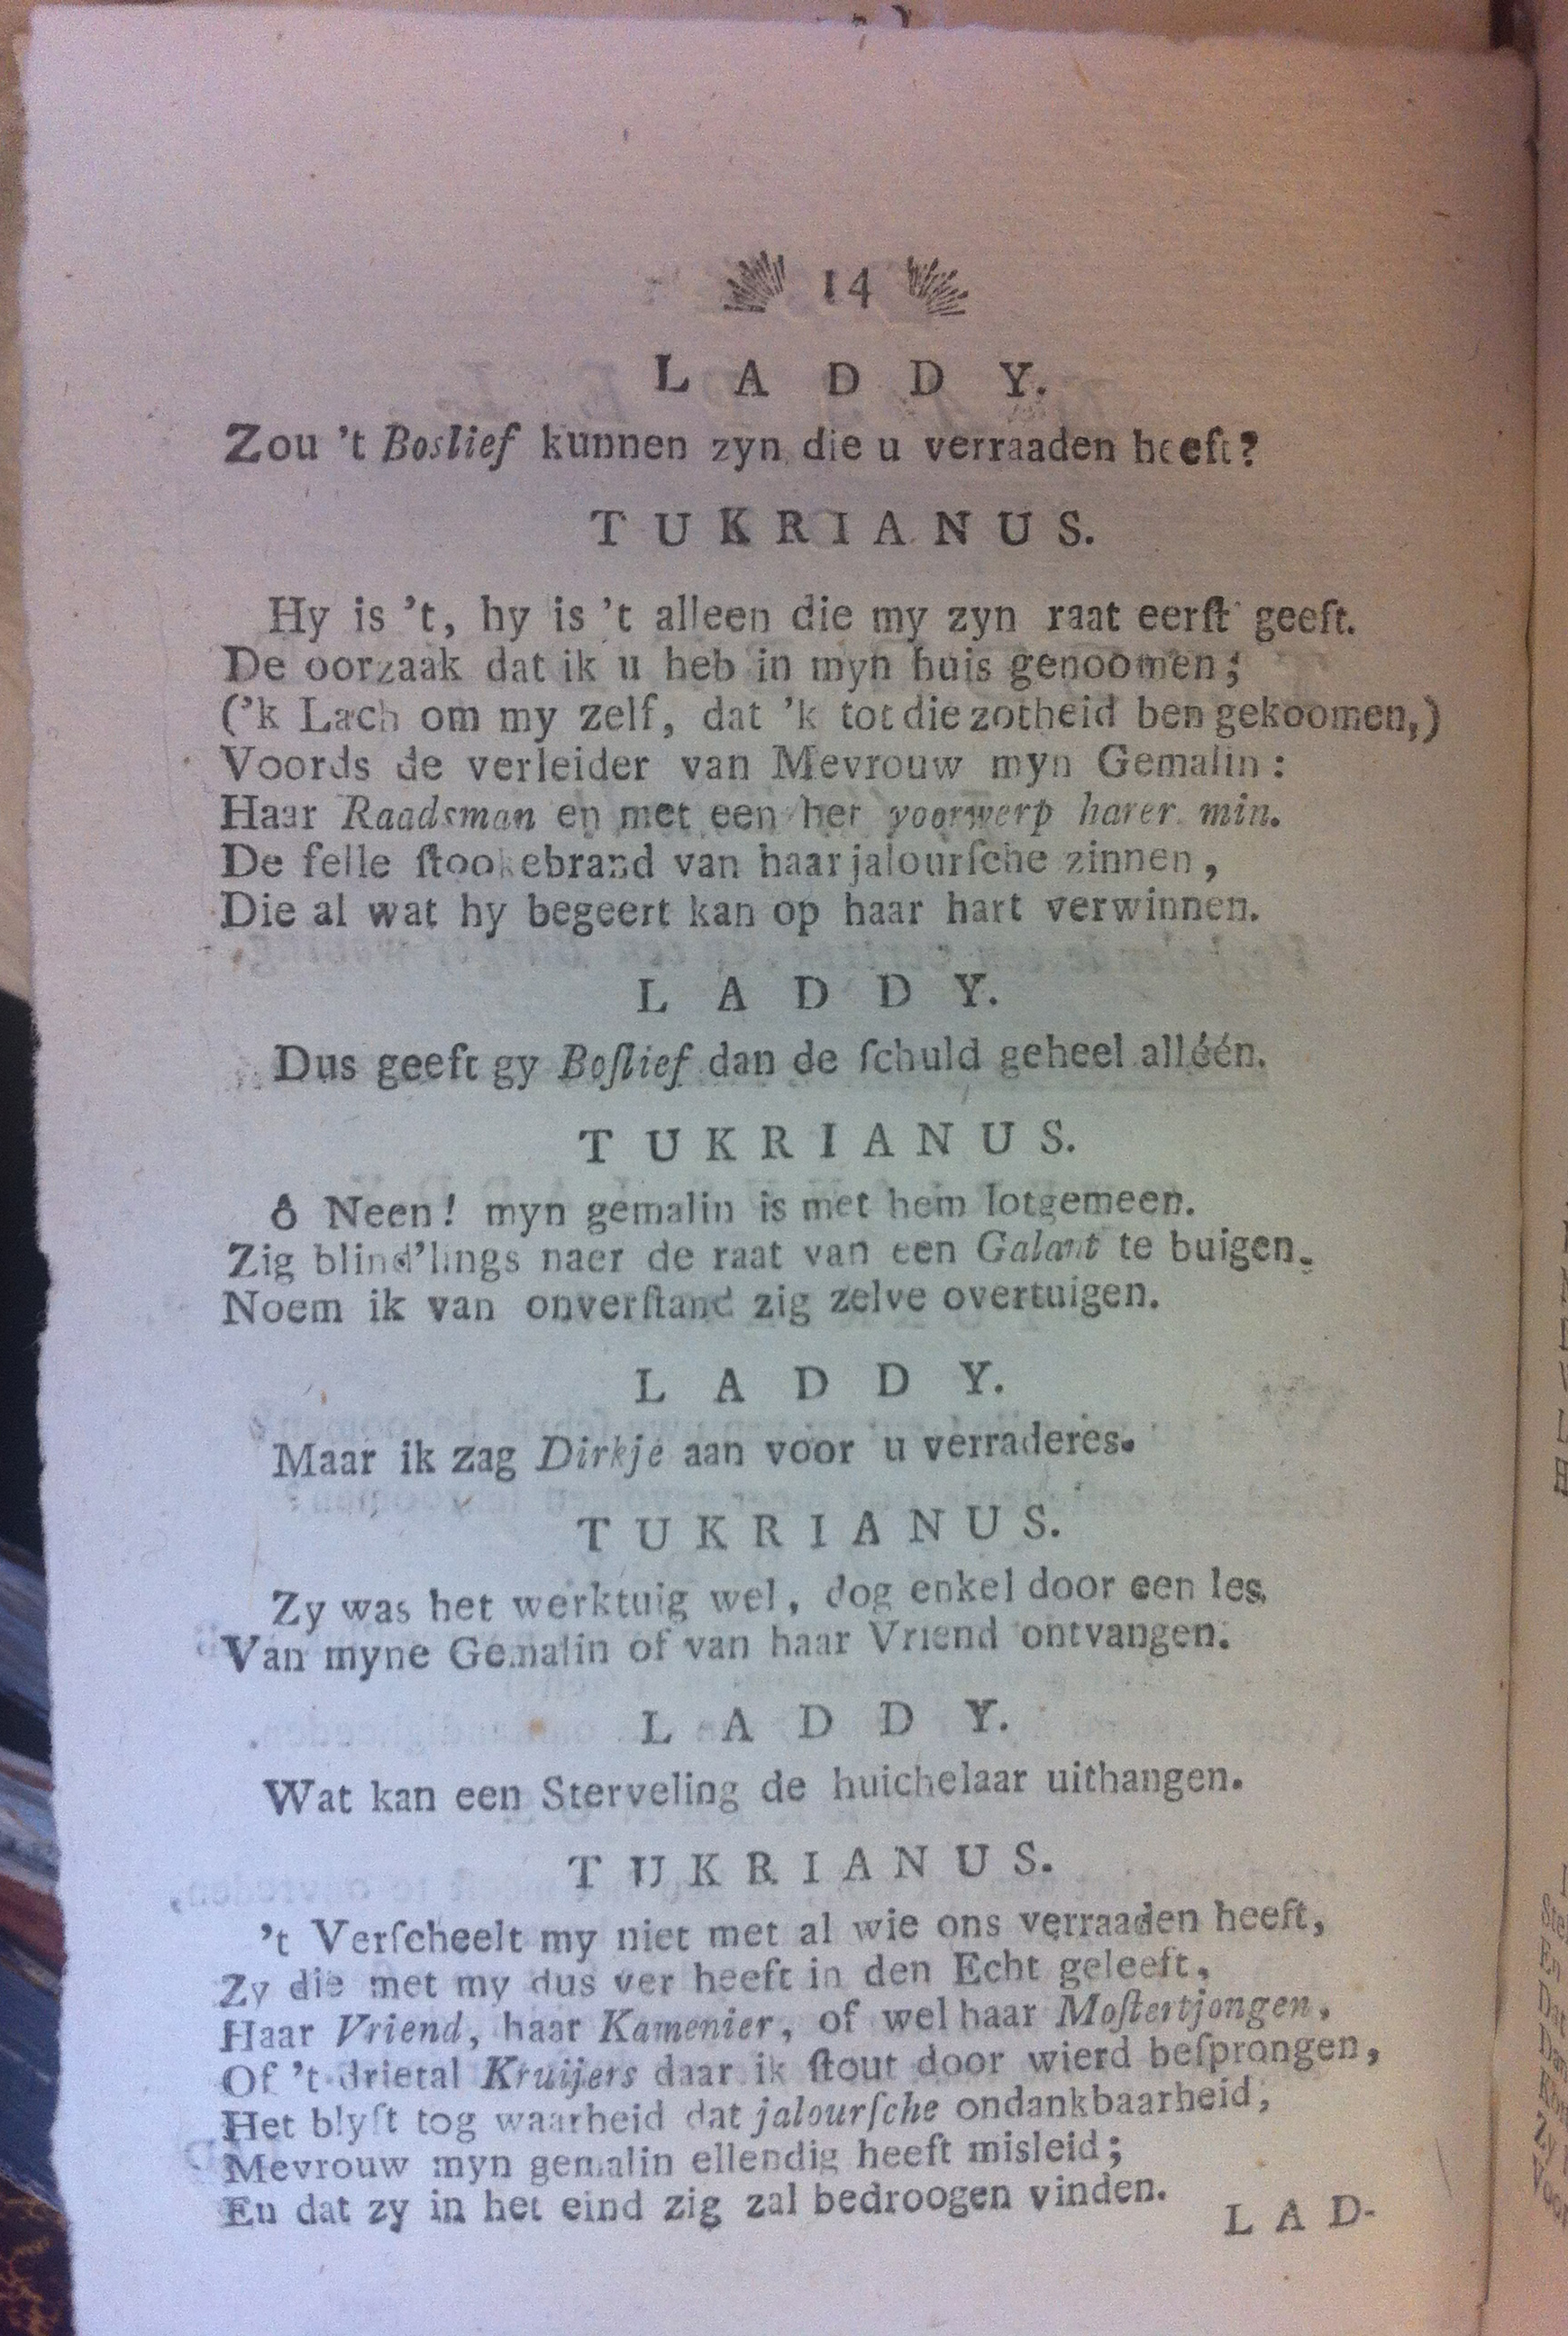 14
LADDY.
Zou 't Boslief kunnen zyn die u verraaden heeft?
TUKRIANUS.
Hy is 't, hy is 't alleen die my zyn raat eerſt geeft.
De oorzaak dat ik u heb in myn huis genoomen;
('k Lach om my zelf, dat 'k tot die zotheid ben gekoomen,)
Voords de verleider van Mevrouw myn Gemalin:
Haar Raadsman en met een het voorwerp harer min.
De felle ſtookebrand van haar jalourſche zinnen,
Die al wat hy begeert kan op haar hart verwinnen.
LADDY.
Dus geeft gy Boſlief dan de ſchuld geheel alléén.
TUKRIANUS.
ô Neen! myn gemalin is met hem lotgemeen.
Zig blind'lings naer de raat van een Galant te buigen,
Noem ik van onverſtand zig zelve overtuigen.
LADDY.
Maar ik zag Dirkje aan voor u verraderes.
TUKRIANUS.
Zy was het werktuig wel, dog enkel door een les,
Van myne Gemalin of van haar Vriend ontvangen.
LADDY.
Wat kan een Sterveling de huichelaar uithangen.
TUKRIANUS.
't Verſcheelt my niet met al wie ons verraaden heeft,
Zy die met my dus ver heeft in den Echt geleeft,
Haar Vriend, haar Kamenier, of wel haar Moſtertjongen,
Of 't drietal Kruijers daar ik ſtout door wierd beſprongen,
Het blyft tog waarheid dat jalourſche ondankbaarheid,
Mevrouw myn gemalin ellendig heeft misleid;
En dat zy in het eind zig zal bedroogen vinden.
LAD-